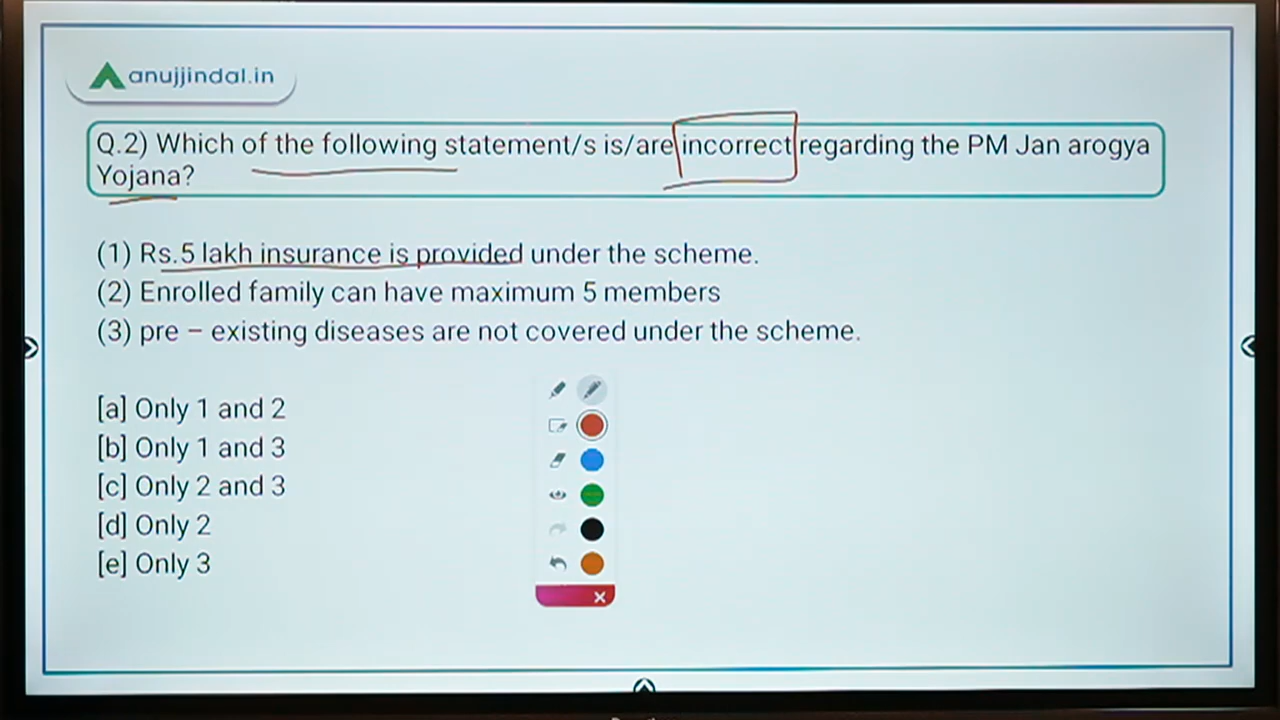 anujjindal.in
Q.2) Which of the following statement/s is/are incorrect regarding the PM Jan arogya
Yojana?
(1) Rs.5 lakh insurance is provided under the scheme.
(2) Enrolled family can have maximum 5 members
(3) pre – existing diseases are not covered under the scheme.
[a] Only 1 and 2
[b] Only 1 and 3
[c] Only 2 and 3
[d] Only 2
[e] Only 3